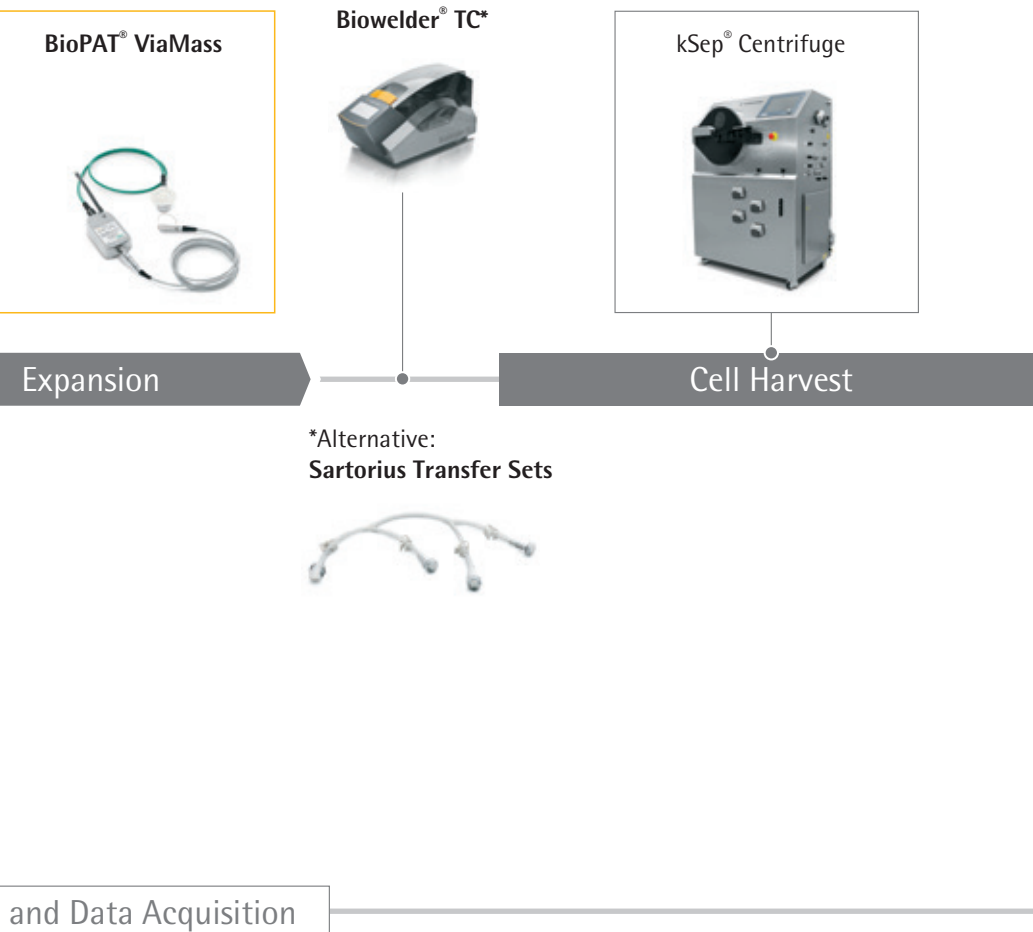 BioPAT® ViaMass
Biowelder® TC*
kSep® Centrifuge
Expansion
Cell Harvest
*Alternative:
Sartorius Transfer Sets
and Data Acquisition